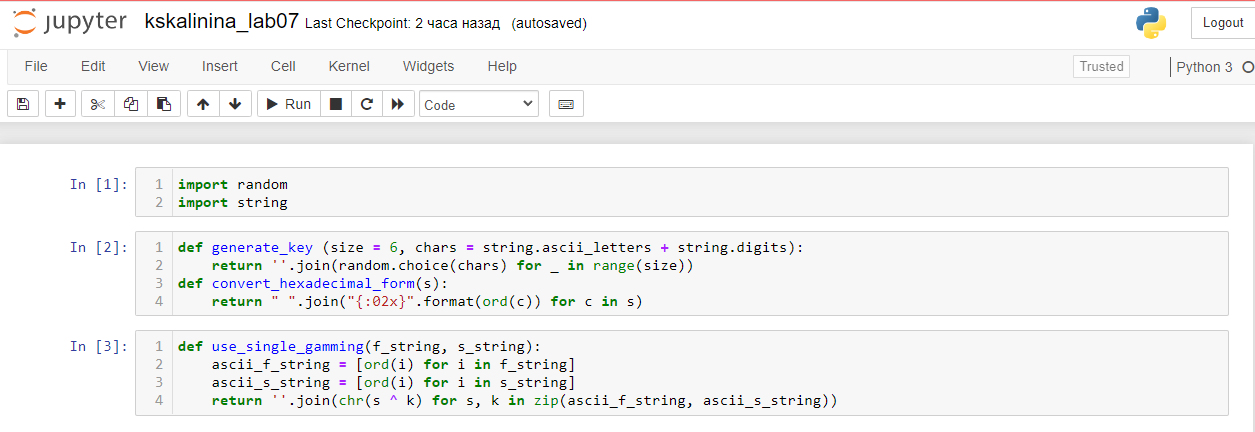 jupyter kskalinina_lab07 Last Checkpoint: 2 часа назад (autosaved) Logout
File Edit View Insert Cell Kernel Widgets Help Trusted Python 3
Run Code
In [1]: 1 import random
2 import string
In [2]: 1 def generate_key (size = 6, chars = string.ascii_letters + string.digits):
2     return ''.join(random.choice(chars) for _ in range(size))
3 def convert_hexadecimal_form(s):
4     return " ".join("{:02x}".format(ord(c)) for c in s)
In [3]: 1 def use_single_gamming(f_string, s_string):
2     ascii_f_string = [ord(i) for i in f_string]
3     ascii_s_string = [ord(i) for i in s_string]
4     return ''.join(chr(s ^ k) for s, k in zip(ascii_f_string, ascii_s_string))